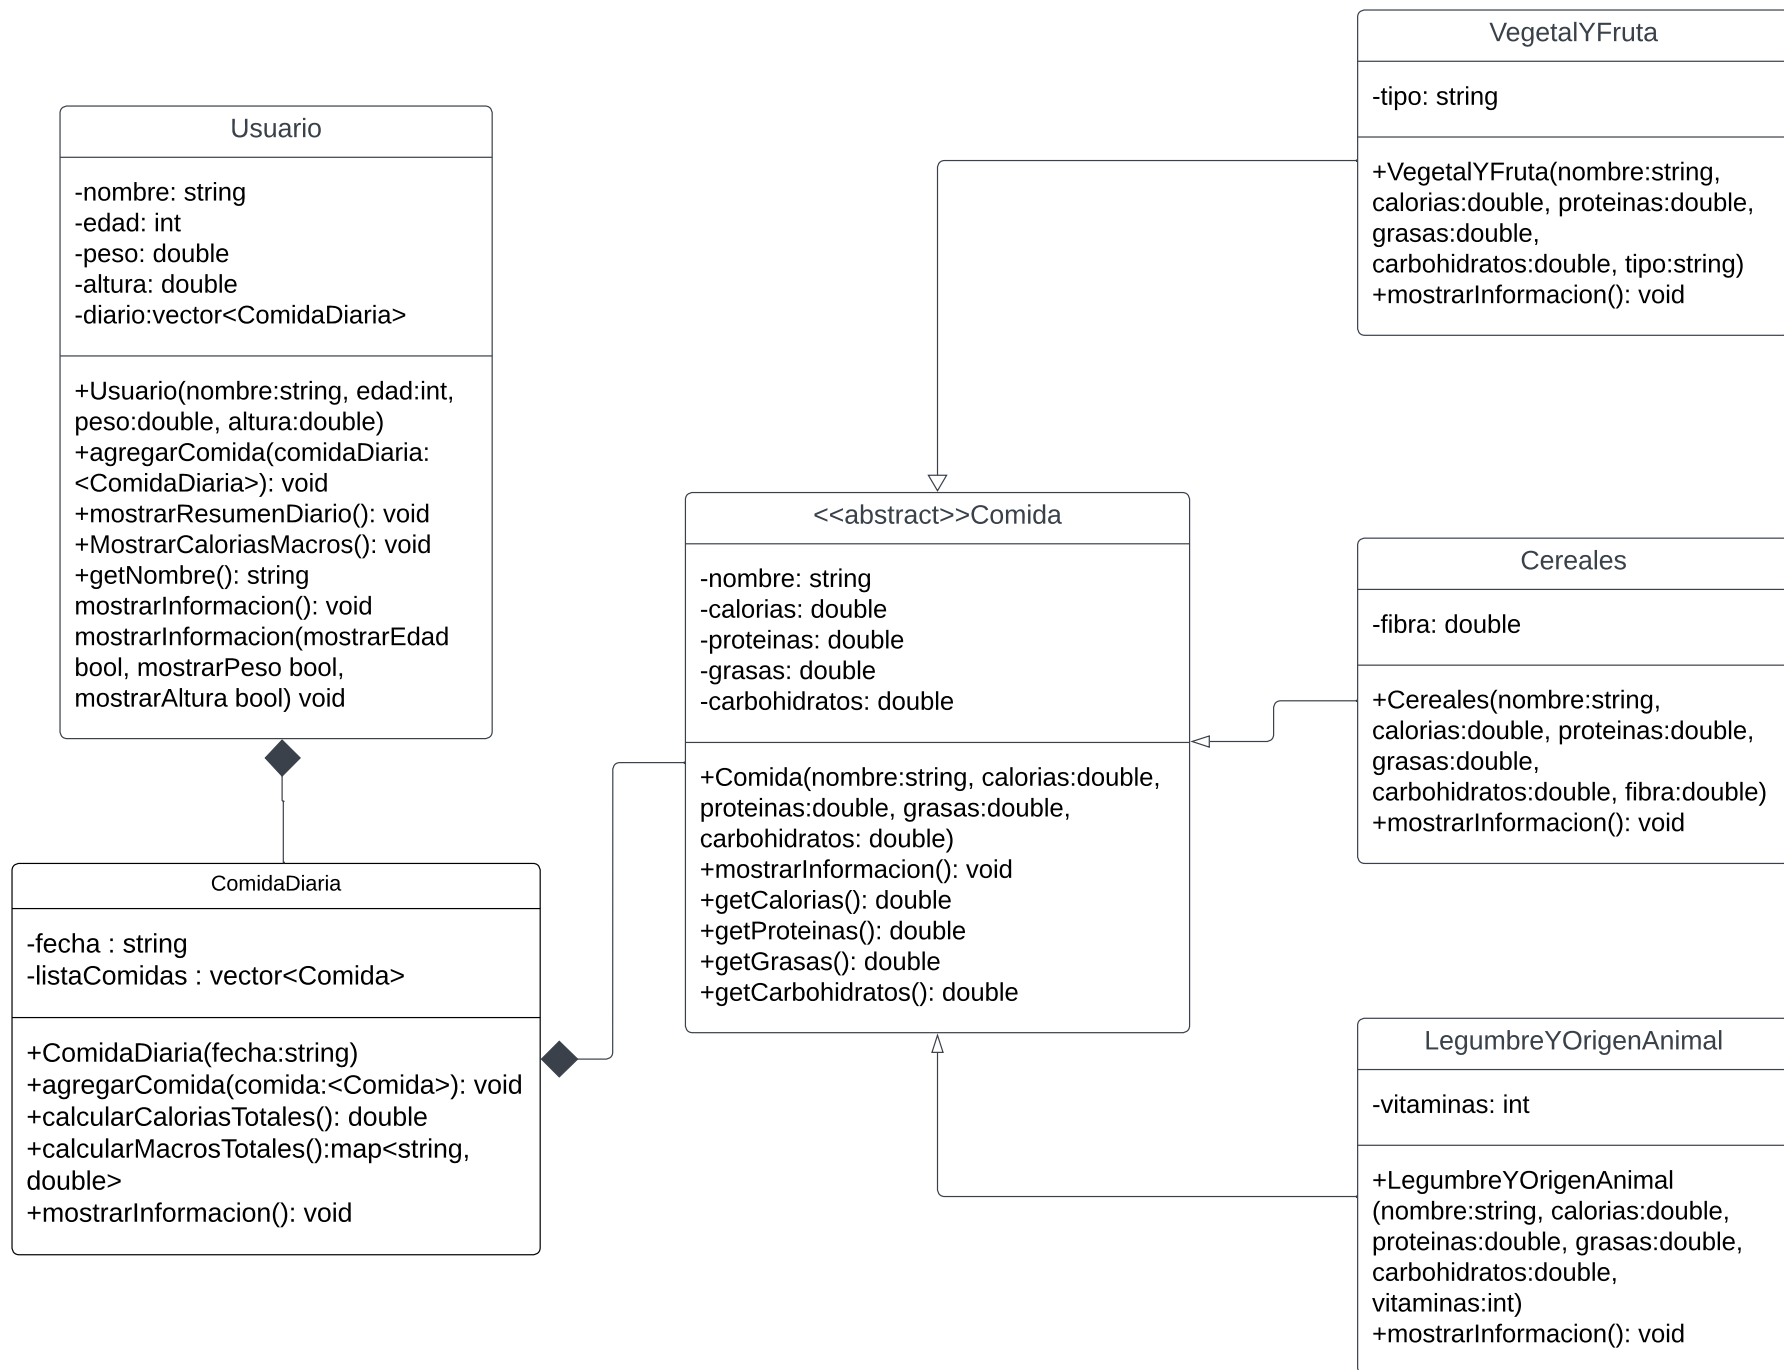 VegetalYFruta
-tipo: string
+VegetalYFruta(nombre:string,
calorias:double, proteinas:double,
grasas:double,
carbohidratos:double, tipo:string)
+mostrarInformacion(): void
Usuario
-nombre: string
-edad: int
-peso: double
-altura: double
-diario:vector<ComidaDiaria>
+Usuario(nombre:string, edad:int,
peso:double, altura:double)
+agregarComida(comidaDiaria:
<ComidaDiaria>): void
+mostrarResumenDiario(): void
+MostrarCaloriasMacros(): void
+getNombre(): string
mostrarInformacion(): void
mostrarInformacion(mostrarEdad
bool, mostrarPeso bool,
mostrarAltura bool) void
<<abstract>>Comida
-nombre: string
-calorias: double
-proteinas: double
-grasas: double
-carbohidratos: double
+Comida(nombre:string, calorias:double,
proteinas:double, grasas:double,
carbohidratos: double)
+mostrarInformacion(): void
+getCalorias(): double
+getProteinas(): double
+getGrasas(): double
+getCarbohidratos(): double
Cereales
-fibra: double
+Cereales(nombre:string,
calorias:double, proteinas:double,
grasas:double,
carbohidratos:double, fibra:double)
+mostrarInformacion(): void
ComidaDiaria
-fecha : string
-listaComidas : vector<Comida>
+ComidaDiaria(fecha:string)
+agregarComida(comida:<Comida>): void
+calcularCaloriasTotales(): double
+calcularMacrosTotales():map<string,
double>
+mostrarInformacion(): void
LegumbreYOrigenAnimal
-vitaminas: int
+LegumbreYOrigenAnimal
(nombre:string, calorias:double,
proteinas:double, grasas:double,
carbohidratos:double,
vitaminas:int)
+mostrarInformacion(): void